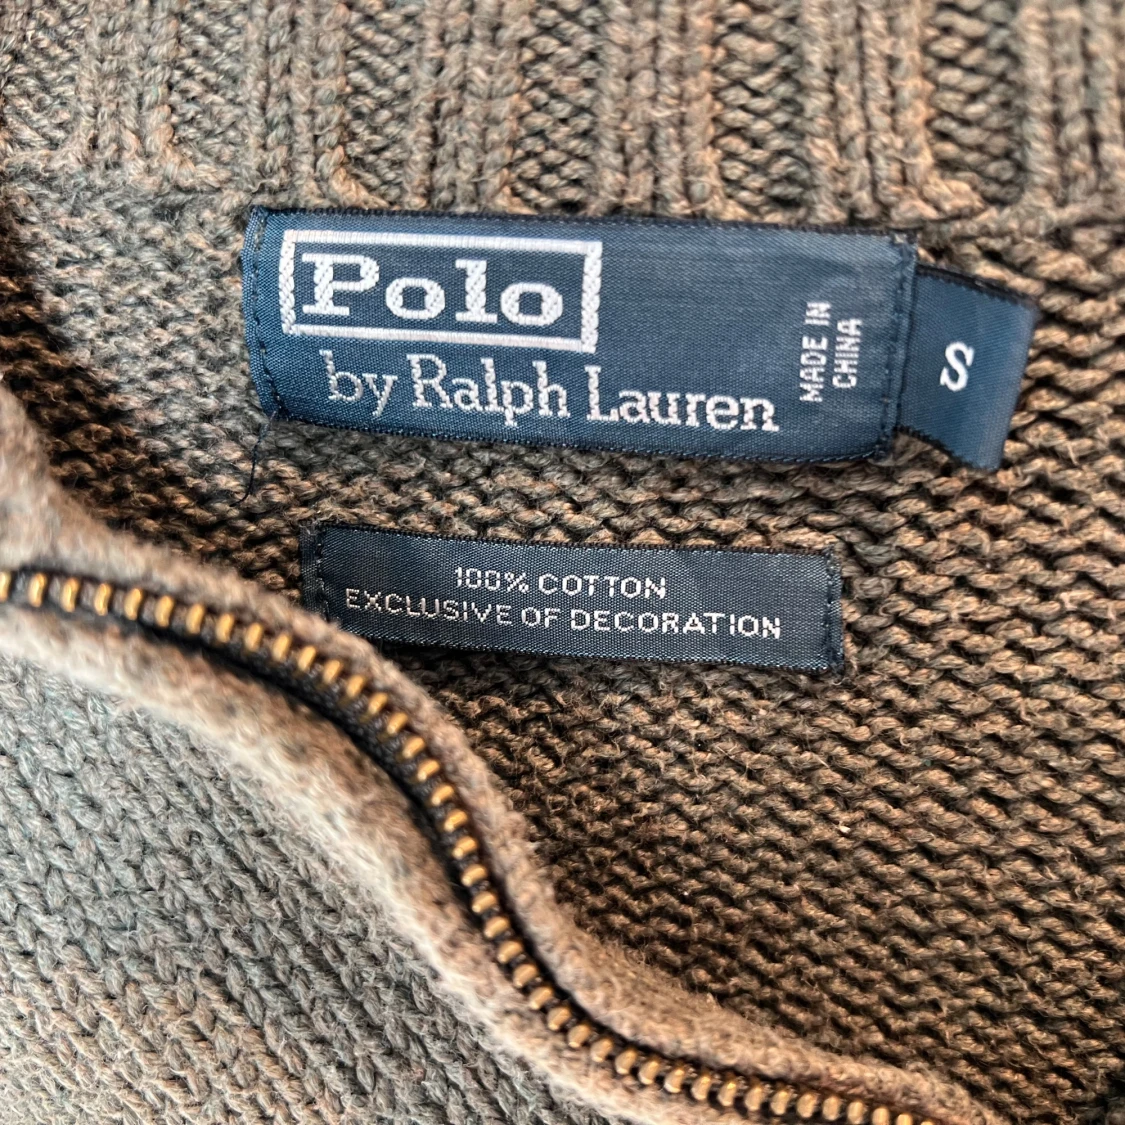 Polo
by Ralph Lauren
MADE IN
CHINA
S
100% COTTON
EXCLUSIVE OF DECORATION